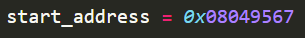 start_address = 0x08049567